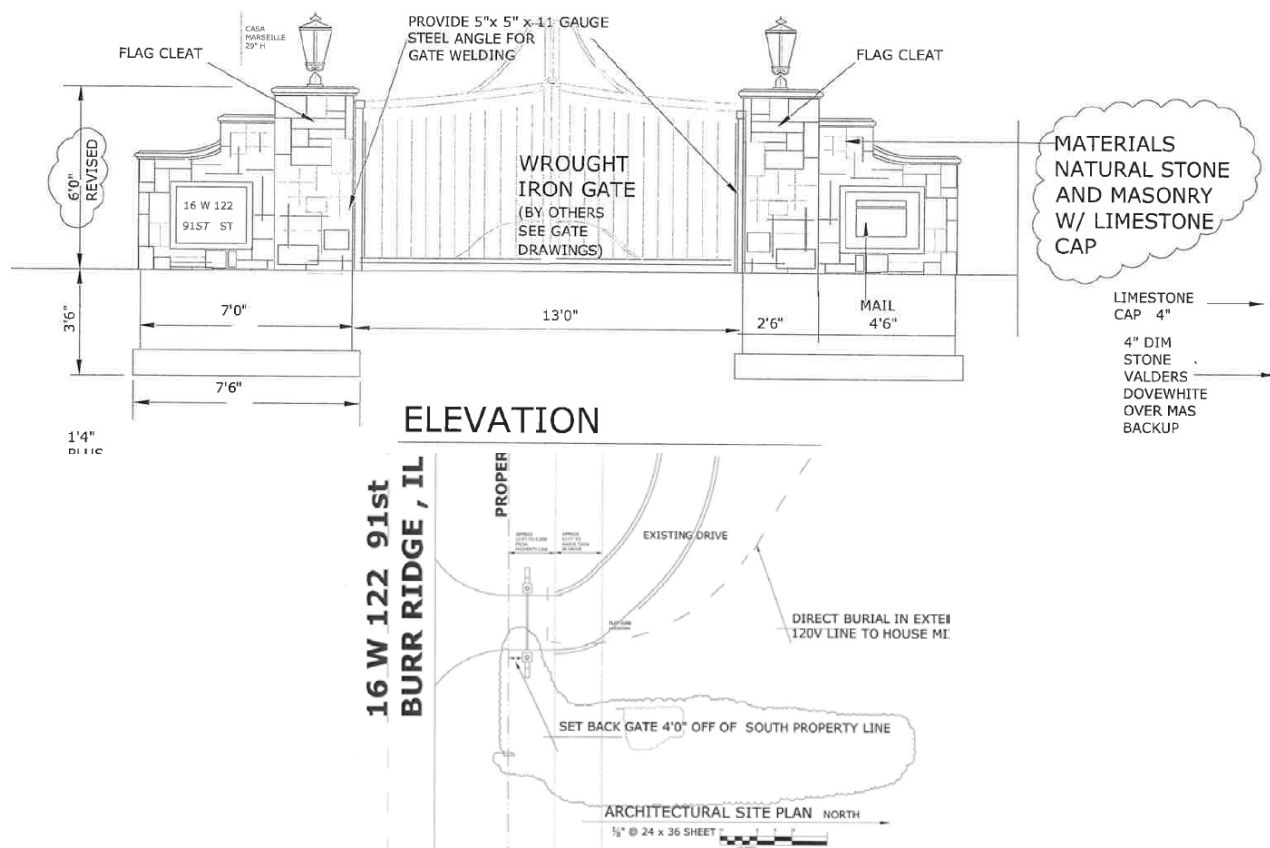 CASA
MARSEILLE
29" H
FLAG CLEAT
PROVIDE 5"x 5" x 11 GAUGE
STEEL ANGLE FOR
GATE WELDING
FLAG CLEAT
6'0"
REVISED
16 W 122
91ST ST
WROUGHT
IRON GATE
(BY OTHERS
SEE GATE
DRAWINGS)
MATERIALS
NATURAL STONE
AND MASONRY
W/ LIMESTONE
CAP
3'6"
7'0"
13'0"
MAIL
2'6"
4'6"
7'6"
LIMESTONE
CAP 4"
4" DIM
STONE
VALDERS
DOVEWHITE
OVER MAS
BACKUP
ELEVATION
1'4"
16 W 122 91st
BURR RIDGE , IL
PROPER
EXISTING DRIVE
DIRECT BURIAL IN EXTE
120V LINE TO HOUSE
SET BACK GATE 4'0" OFF OF SOUTH PROPERTY LINE
ARCHITECTURAL SITE PLAN NORTH
⅛" @ 24 x 36 SHEET